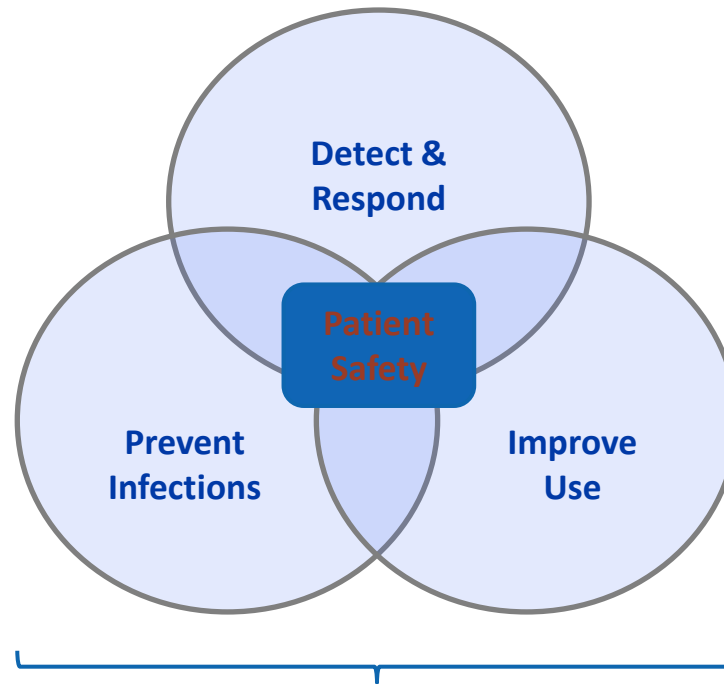 Detect &
Respond
Patient
Safety
Prevent
Infections
Improve
Use